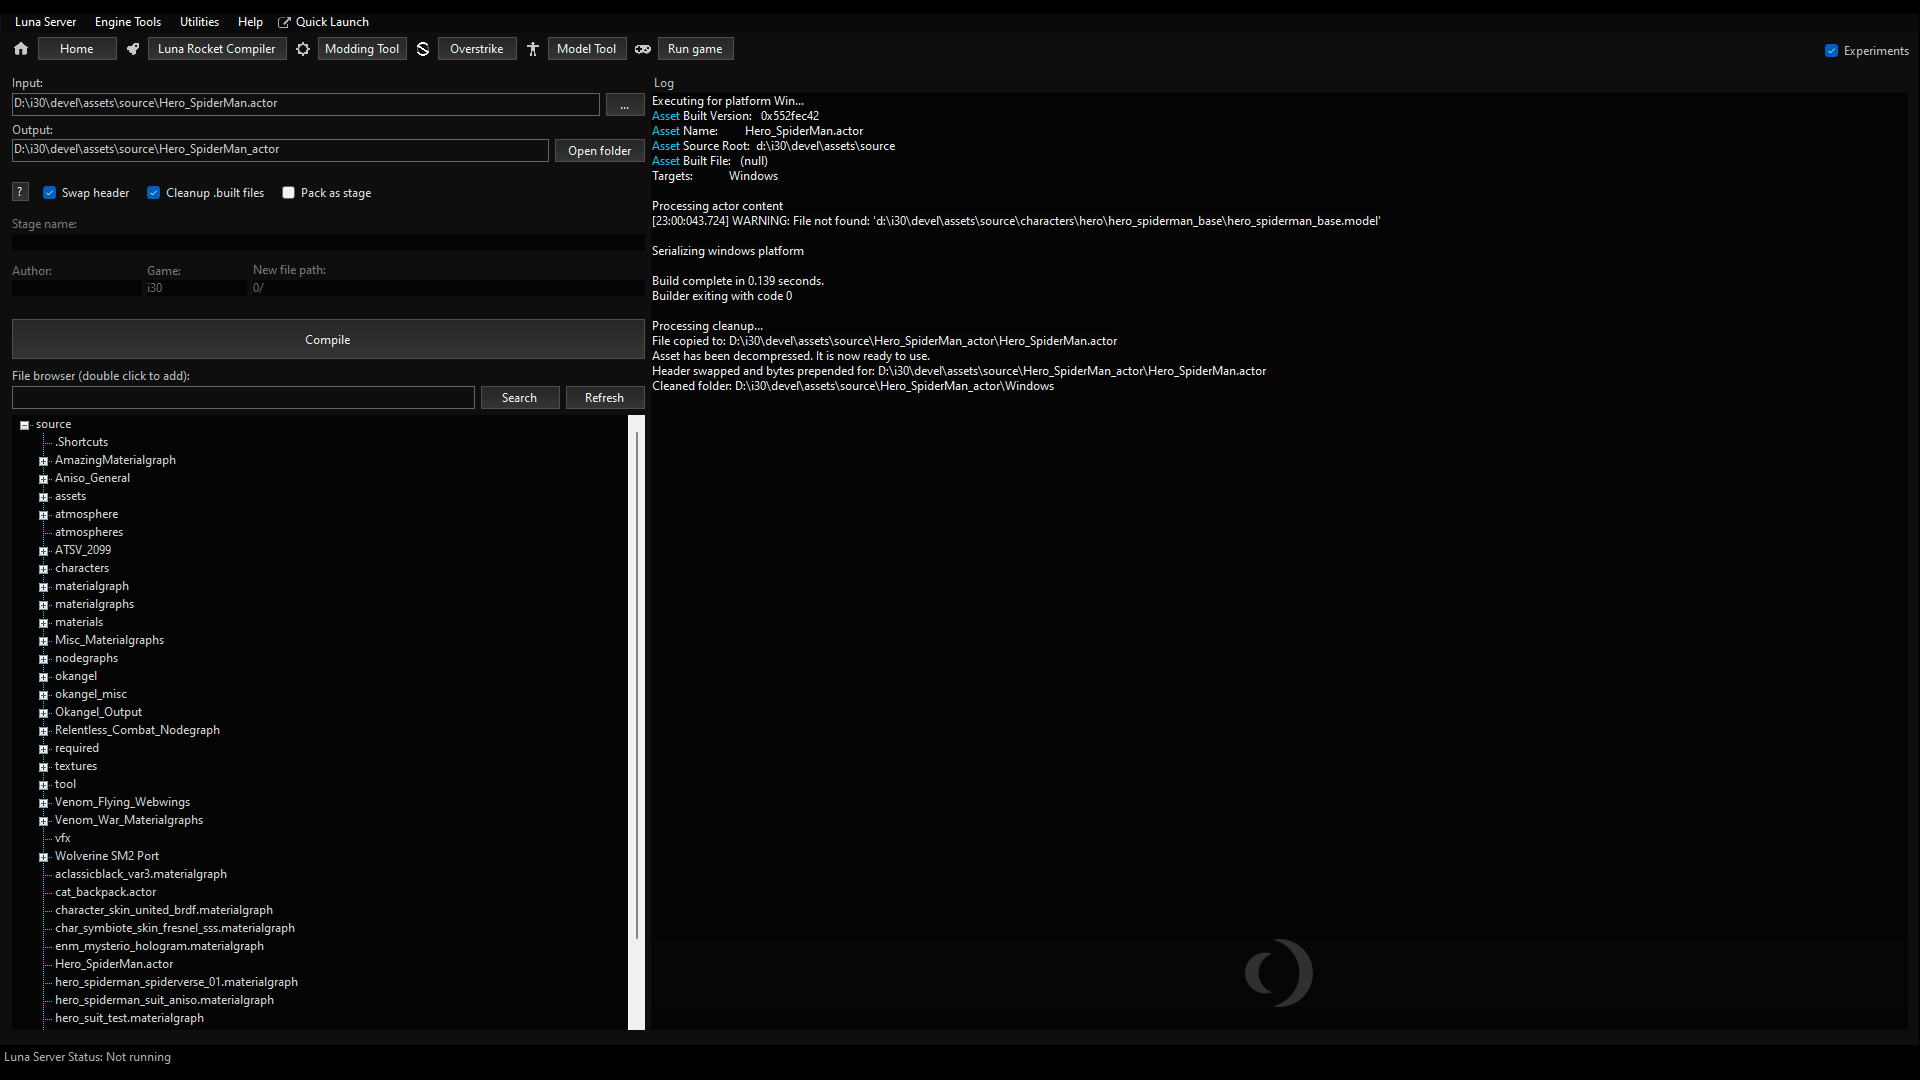 Luna Server Engine Tools Utilities Help Quick Launch
Home Luna Rocket Compiler Modding Tool Overstrike Model Tool Run game Experiments
Input:
D:\i30\devel\assets\source\Hero_SpiderMan.actor ...
Output:
D:\i30\devel\assets\source\Hero_SpiderMan_actor Open folder
? Swap header Cleanup .built files Pack as stage
Stage name:
Author: Game: New file path:
i30 0/
Compile
File browser (double click to add):
Search Refresh
source
.Shortcuts
AmazingMaterialgraph
Aniso_General
assets
atmosphere
atmospheres
ATSV_2099
characters
materialgraph
materialgraphs
materials
Misc_Materialgraphs
nodegraphs
okangel
okangel_misc
Okangel_Output
Relentless_Combat_Nodegraph
required
textures
tool
Venom_Flying_Webwings
Venom_War_Materialgraphs
vfx
Wolverine SM2 Port
aclassicblack_var3.materialgraph
cat_backpack.actor
character_skin_united_brdf.materialgraph
char_symbiote_skin_fresnel_sss.materialgraph
enm_mysterio_hologram.materialgraph
Hero_SpiderMan.actor
hero_spiderman_spiderverse_01.materialgraph
hero_spiderman_suit_aniso.materialgraph
hero_suit_test.materialgraph
Log
Executing for platform Win...
Asset Built Version: 0x552fec42
Asset Name: Hero_SpiderMan.actor
Asset Source Root: d:\i30\devel\assets\source
Asset Built File: (null)
Targets: Windows
Processing actor content
[23:00:043.724] WARNING: File not found: 'd:\i30\devel\assets\source\characters\hero\hero_spiderman_base\hero_spiderman_base.model'
Serializing windows platform
Build complete in 0.139 seconds.
Builder exiting with code 0
Processing cleanup...
File copied to: D:\i30\devel\assets\source\Hero_SpiderMan_actor\Hero_SpiderMan.actor
Asset has been decompressed. It is now ready to use.
Header swapped and bytes prepended for: D:\i30\devel\assets\source\Hero_SpiderMan_actor\Hero_SpiderMan.actor
Cleaned folder: D:\i30\devel\assets\source\Hero_SpiderMan_actor\Windows
Luna Server Status: Not running